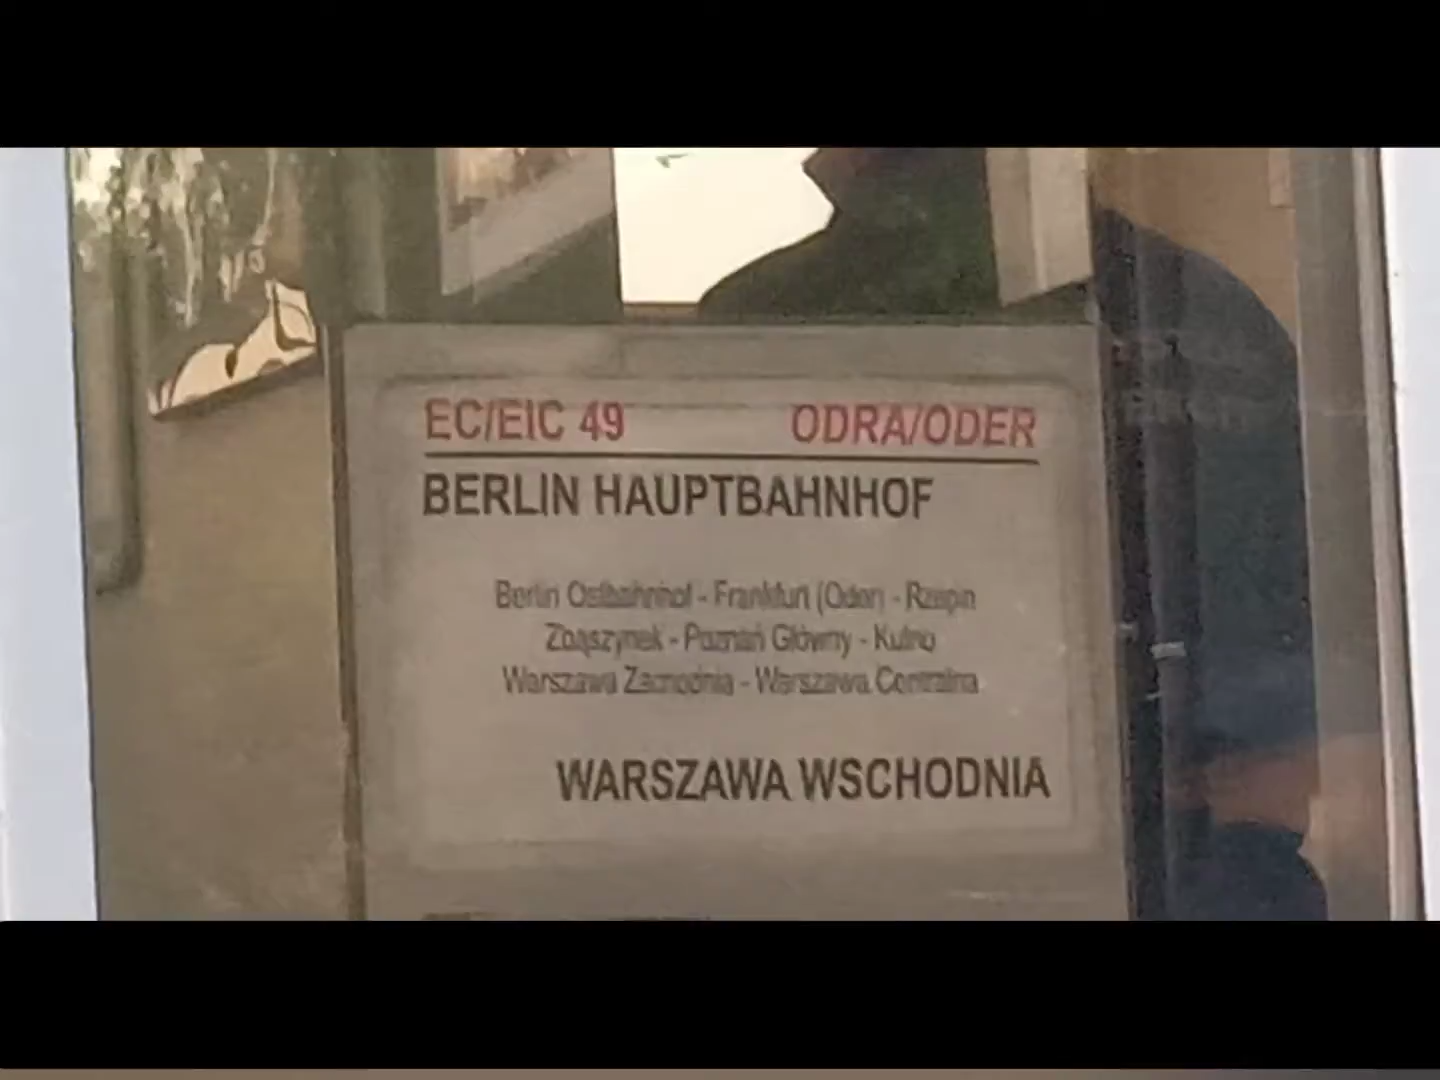 EC/EIC 49 ODRA/ODER
BERLIN HAUPTBAHNHOF
Berlin Ostbahnhof - Frankfurt (Oder) - Rzepin
Zbąszynek - Poznań Główny - Kutno
Warszawa Zachodnia - Warszawa Centralna
WARSZAWA WSCHODNIA